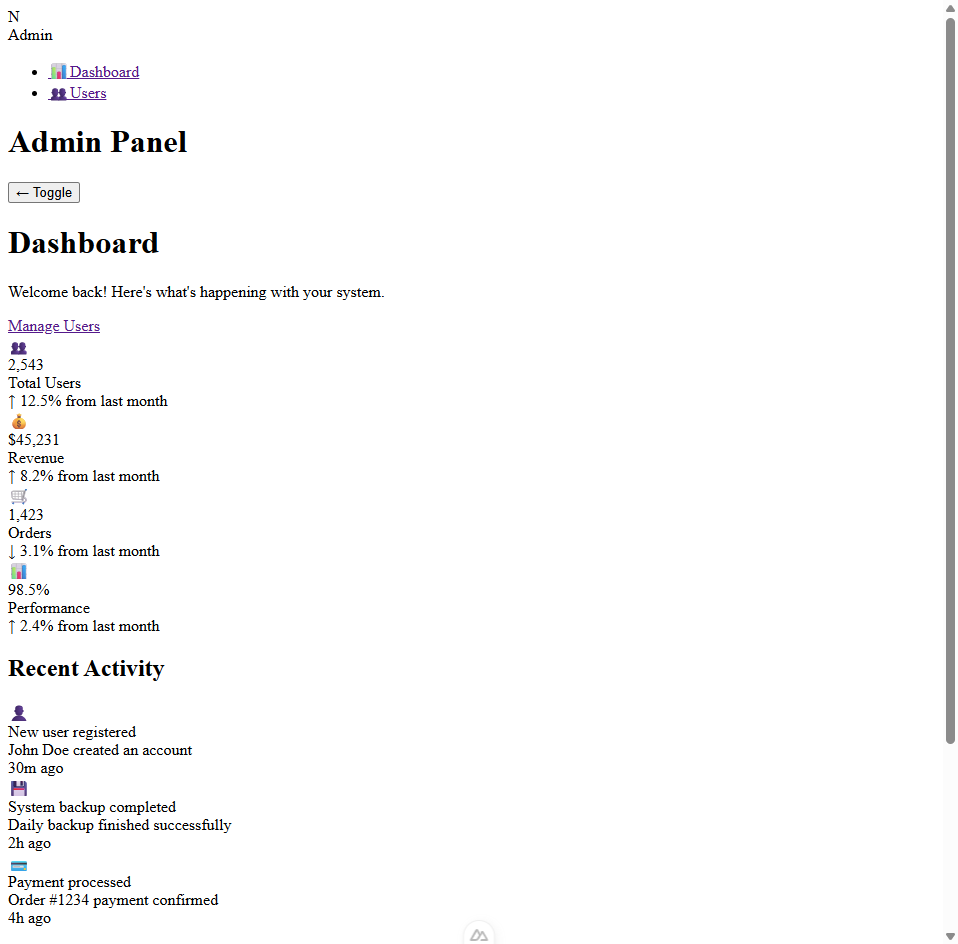 N
Admin
Dashboard
Users
Admin Panel
← Toggle
Dashboard
Welcome back! Here's what's happening with your system.
Manage Users
2,543
Total Users
↑ 12.5% from last month
$45,231
Revenue
↑ 8.2% from last month
1,423
Orders
↓ 3.1% from last month
98.5%
Performance
↑ 2.4% from last month
Recent Activity
New user registered
John Doe created an account
30m ago
System backup completed
Daily backup finished successfully
2h ago
Payment processed
Order #1234 payment confirmed
4h ago